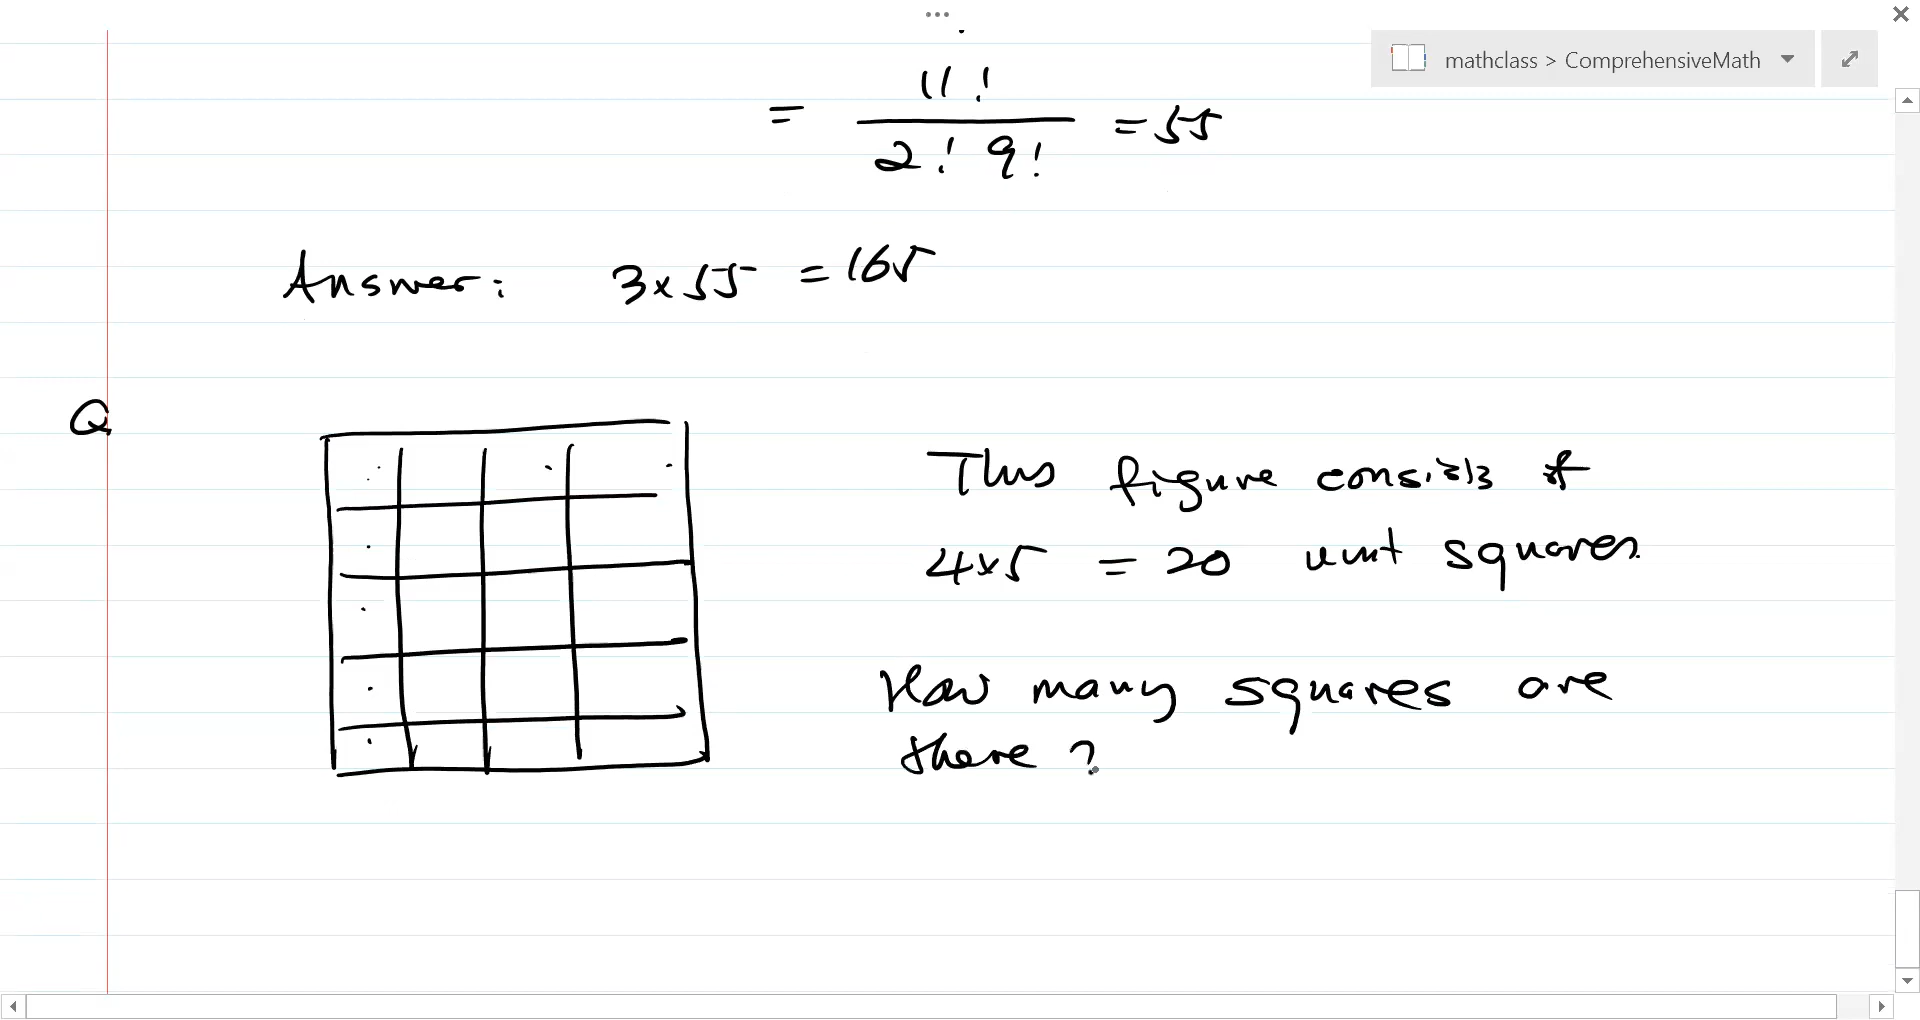 mathclass > ComprehensiveMath
= 11! / 2! 9! = 55
Answer: 3x55 = 165
Q
This figure consists of
4x5 = 20 unit squares.
How many squares are
there ?